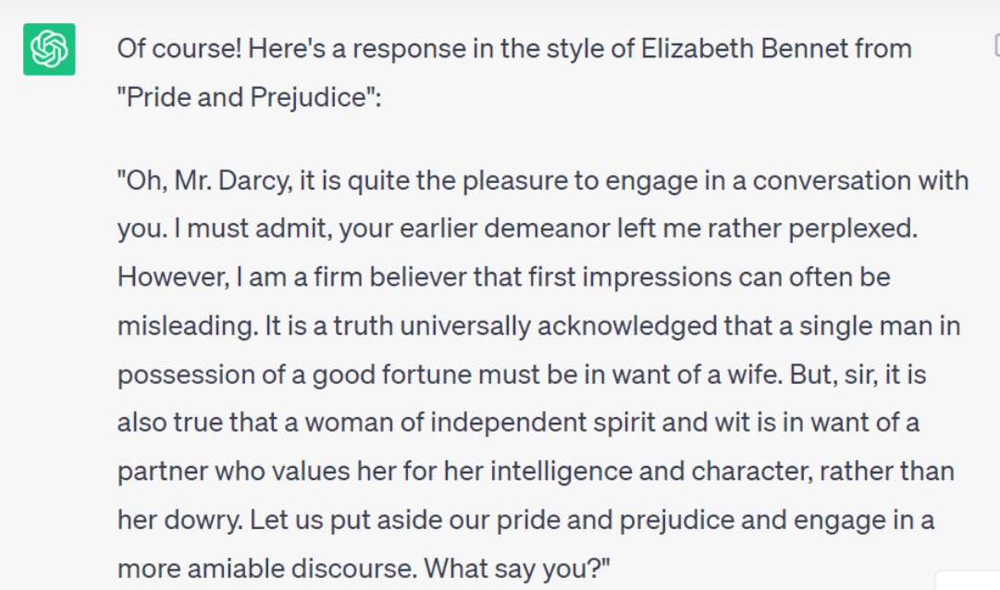 Of course! Here's a response in the style of Elizabeth Bennet from
"Pride and Prejudice":
"Oh, Mr. Darcy, it is quite the pleasure to engage in a conversation with
you. I must admit, your earlier demeanor left me rather perplexed.
However, I am a firm believer that first impressions can often be
misleading. It is a truth universally acknowledged that a single man in
possession of a good fortune must be in want of a wife. But, sir, it is
also true that a woman of independent spirit and wit is in want of a
partner who values her for her intelligence and character, rather than
her dowry. Let us put aside our pride and prejudice and engage in a
more amiable discourse. What say you?"